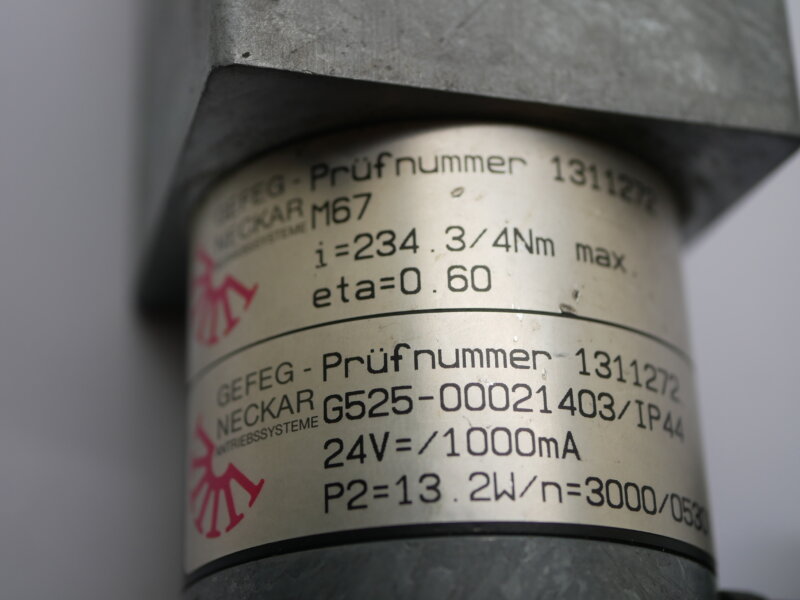 GEFEG-
NECKAR
ANTRIEBSSYSTEME
Prüfnummer 1311272
M67
i=234.3/4Nm max.
eta=0.60
GEFEG-
NECKAR
ANTRIEBSSYSTEME
Prüfnummer 1311272
G525-00021403/IP44
24V=/1000mA
P2=13.2W/n=3000/0530